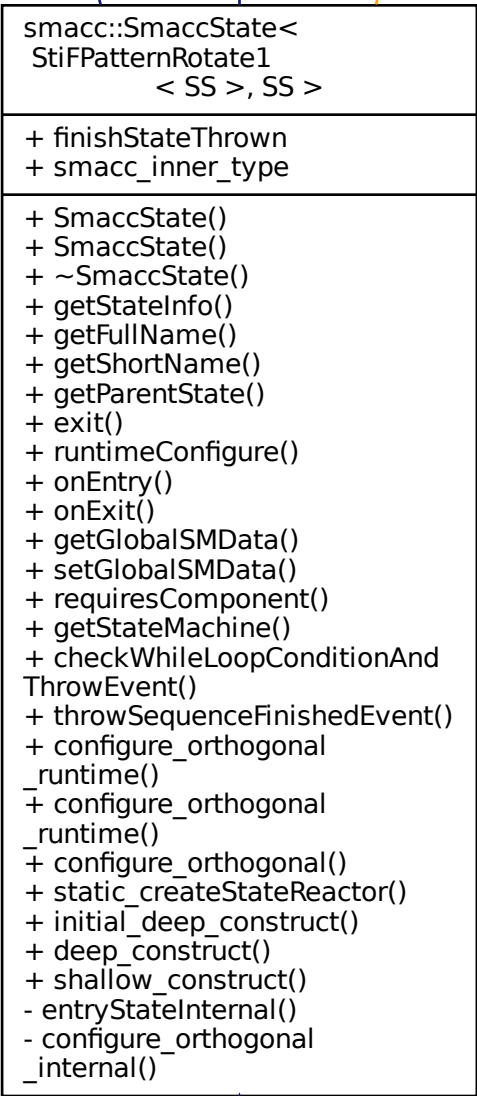 smacc::SmaccState<
StiFPatternRotate1
< SS >, SS >
+ finishStateThrown
+ smacc_inner_type
+ SmaccState()
+ SmaccState()
+ ~SmaccState()
+ getStateInfo()
+ getFullName()
+ getShortName()
+ getParentState()
+ exit()
+ runtimeConfigure()
+ onEntry()
+ onExit()
+ getGlobalSMData()
+ setGlobalSMData()
+ requiresComponent()
+ getStateMachine()
+ checkWhileLoopConditionAnd
ThrowEvent()
+ throwSequenceFinishedEvent()
+ configure_orthogonal
_runtime()
+ configure_orthogonal
_runtime()
+ configure_orthogonal()
+ static_createStateReactor()
+ initial_deep_construct()
+ deep_construct()
+ shallow_construct()
- entryStateInternal()
- configure_orthogonal
_internal()